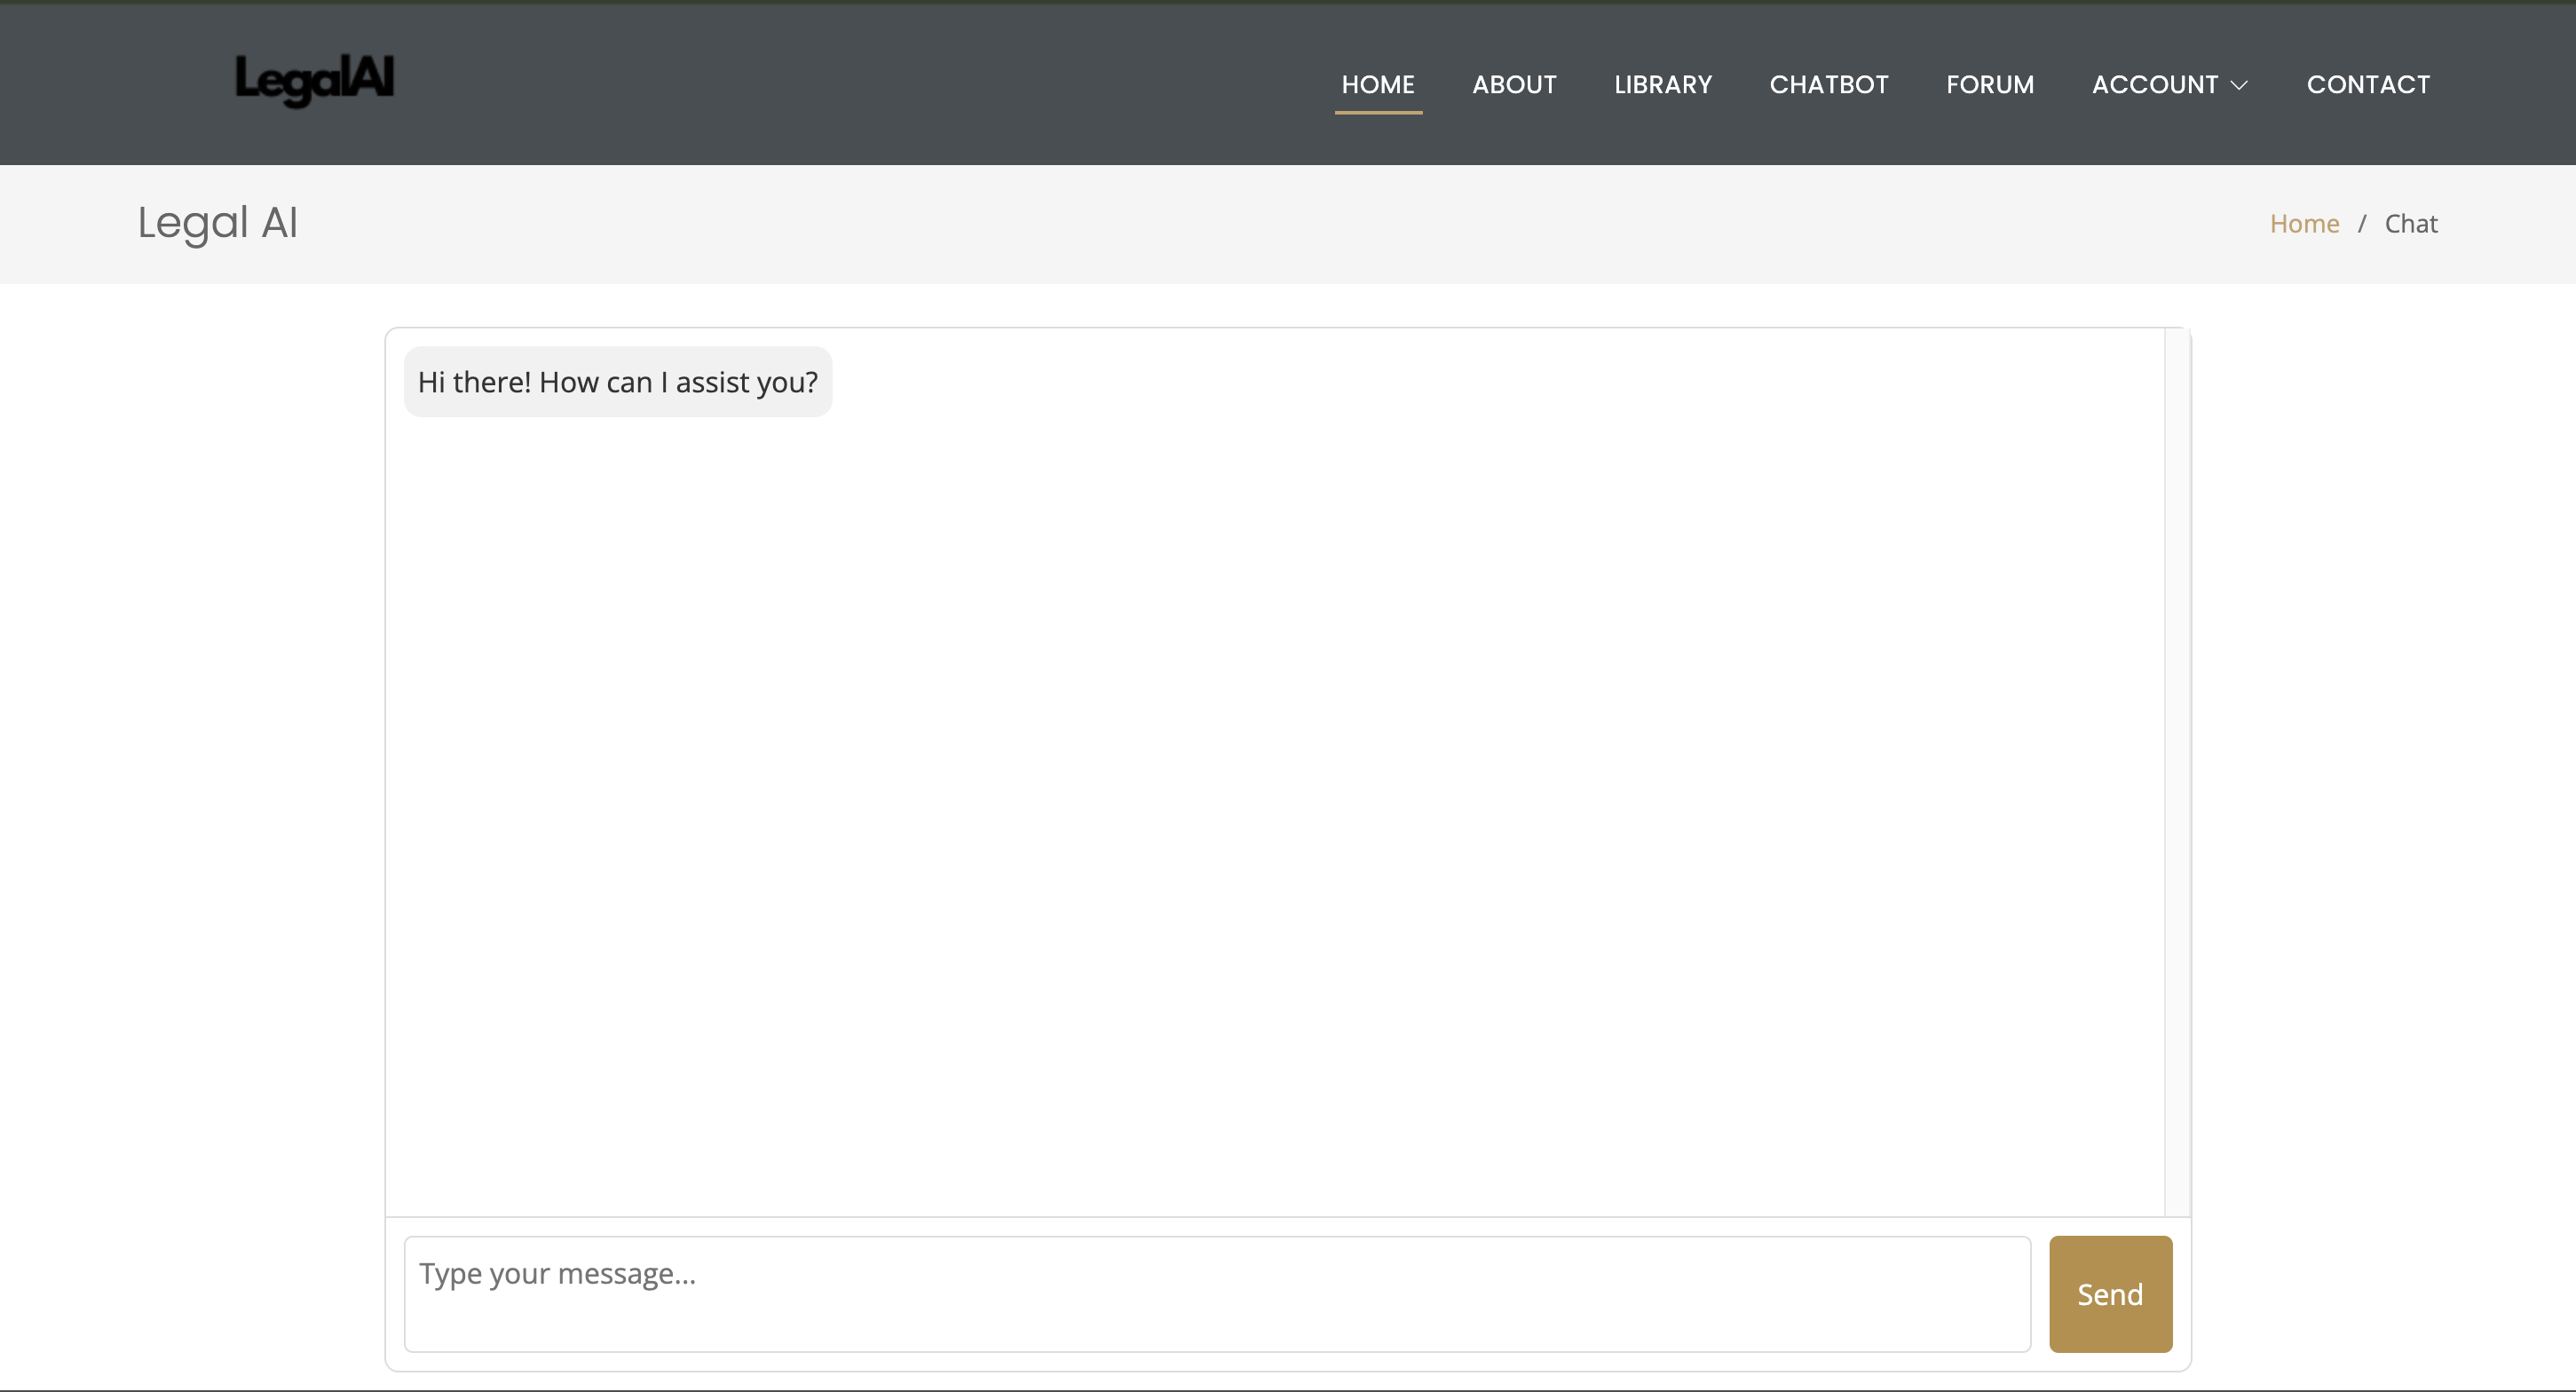 LegalAI
HOME ABOUT LIBRARY CHATBOT FORUM ACCOUNT CONTACT
Legal AI
Home / Chat
Hi there! How can I assist you?
Type your message...
Send